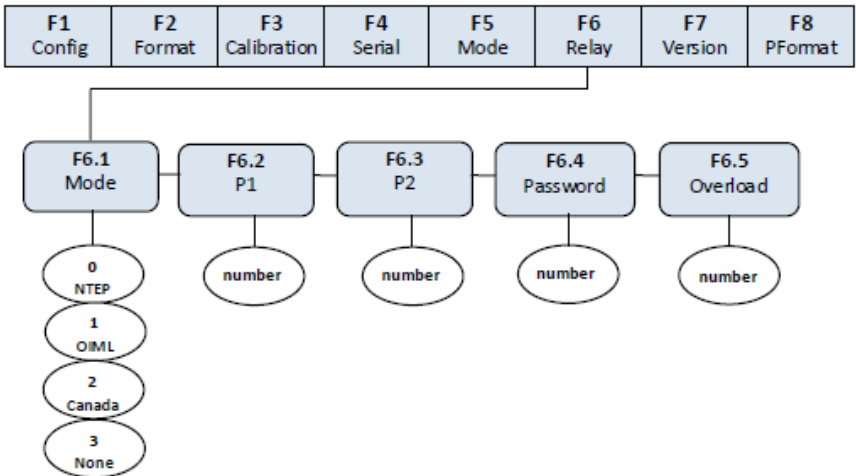 F1 F2 F3 F4 F5 F6 F7 F8
Config Format Calibration Serial Mode Relay Version PFormat
F6.1
Mode
F6.2
P1
F6.3
P2
F6.4
Password
F6.5
Overload
0
NTEP
1
OIML
2
Canada
3
None
number
number
number
number